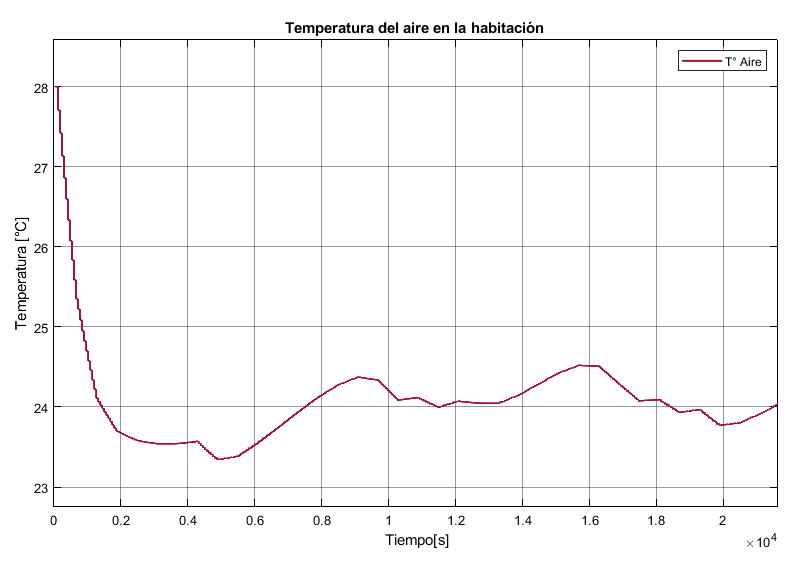 Temperatura del aire en la habitación
T° Aire
28
27
26
25
24
23
Temperatura [°C]
0 0.2 0.4 0.6 0.8 1 1.2 1.4 1.6 1.8 2
Tiempo[s]
×10⁴